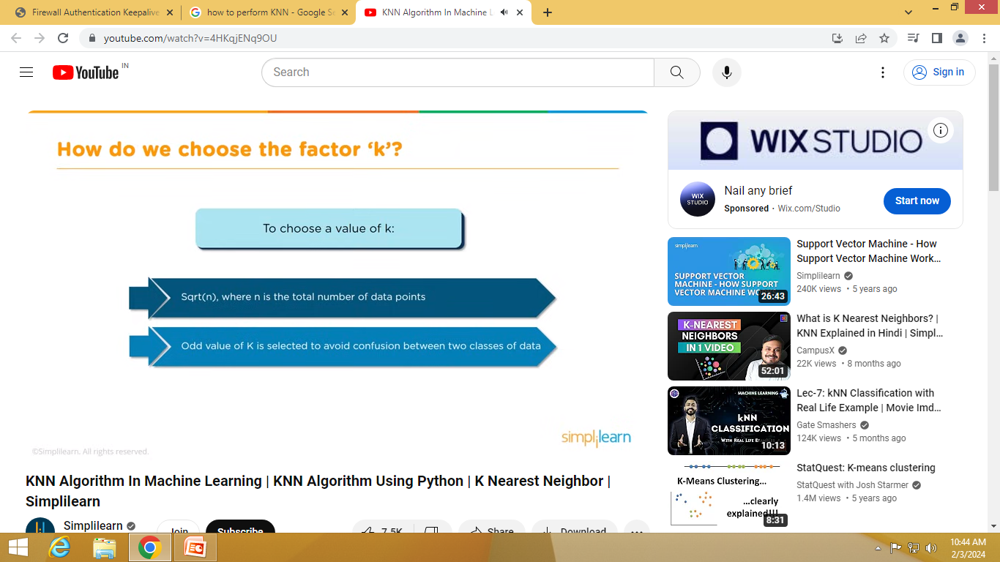 Firewall Authentication Keepalive
how to perform KNN - Google Se
KNN Algorithm In Machine L
youtube.com/watch?v=4HKqjENq9OU
YouTube IN
Search
Sign in
How do we choose the factor ‘k’?
To choose a value of k:
Sqrt(n), where n is the total number of data points
Odd value of K is selected to avoid confusion between two classes of data
©Simplilearn. All rights reserved.
simplilearn
KNN Algorithm In Machine Learning | KNN Algorithm Using Python | K Nearest Neighbor |
Simplilearn
Simplilearn
Join
Subscribe
7.5K
Share
Download
WIX STUDIO
WIX
STUDIO
Nail any brief
Sponsored · Wix.com/Studio
Start now
simplilearn
SUPPORT VECTOR
MACHINE - HOW SUPPORT
VECTOR MACHINE WO
26:43
Support Vector Machine - How
Support Vector Machine Work...
Simplilearn
240K views • 5 years ago
K-NEAREST
NEIGHBORS
IN 1 VIDEO
52:01
What is K Nearest Neighbors? |
KNN Explained in Hindi | Simpl...
CampusX
22K views • 8 months ago
MACHINE LEARNING
kNN
CLASSIFICATION
WITH REAL LIFE
10:13
Lec-7: kNN Classification with
Real Life Example | Movie Imd...
Gate Smashers
124K views • 5 months ago
K-Means Clustering...
...clearly
explained!!!
8:31
StatQuest: K-means clustering
StatQuest with Josh Starmer
1.4M views • 5 years ago
10:44 AM
2/3/2024